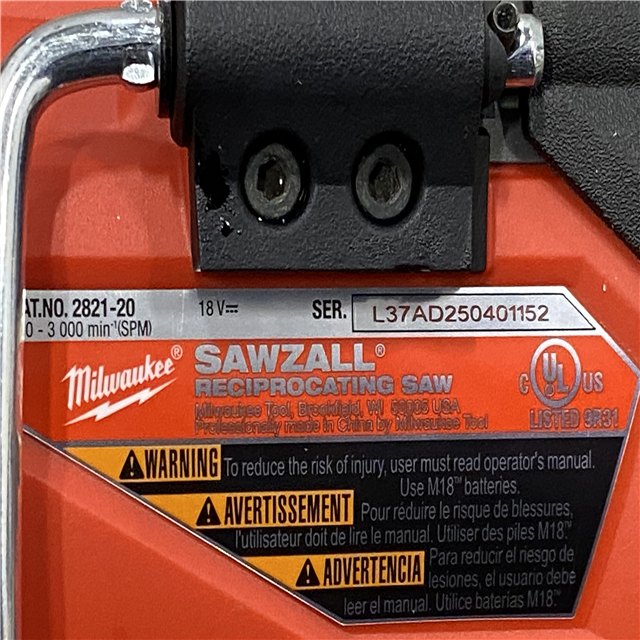 AT.NO. 2821-20 18 V⎓ SER. L37AD250401152
0 - 3 000 min⁻¹(SPM)
Milwaukee® SAWZALL®
RECIPROCATING SAW
Milwaukee Tool, Brookfield, WI 53005 USA
Professionally made in China by Milwaukee Tool
C UL US
LISTED 9R31
WARNING To reduce the risk of injury, user must read operator's manual.
Use M18™ batteries.
AVERTISSEMENT Pour réduire le risque de blessures,
l'utilisateur doit de lire le manual. Utiliser des piles M18.™
ADVERTENCIA Para reducir el riesgo de
lesiones, el usuario debe
leer el manual. Utilice baterías M18.™